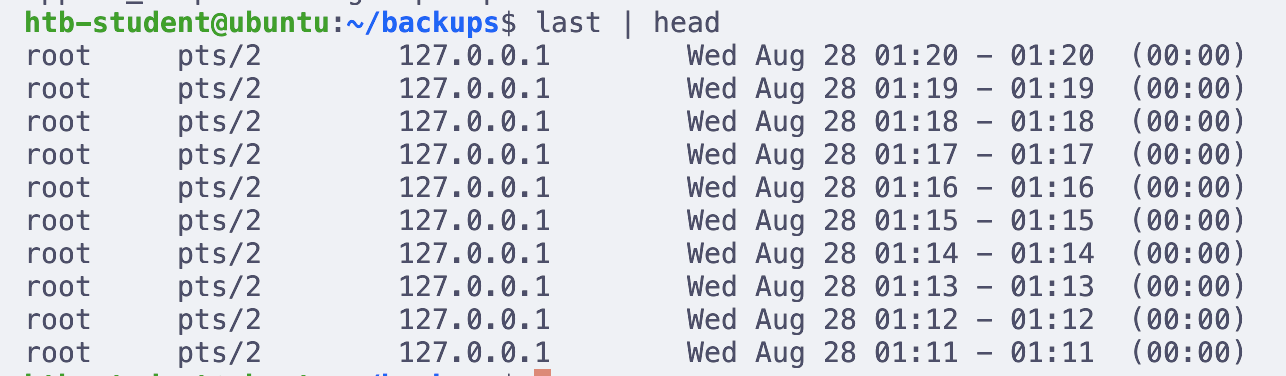 htb-student@ubuntu:~/backups$ last | head
root     pts/2        127.0.0.1        Wed Aug 28 01:20 - 01:20  (00:00)
root     pts/2        127.0.0.1        Wed Aug 28 01:19 - 01:19  (00:00)
root     pts/2        127.0.0.1        Wed Aug 28 01:18 - 01:18  (00:00)
root     pts/2        127.0.0.1        Wed Aug 28 01:17 - 01:17  (00:00)
root     pts/2        127.0.0.1        Wed Aug 28 01:16 - 01:16  (00:00)
root     pts/2        127.0.0.1        Wed Aug 28 01:15 - 01:15  (00:00)
root     pts/2        127.0.0.1        Wed Aug 28 01:14 - 01:14  (00:00)
root     pts/2        127.0.0.1        Wed Aug 28 01:13 - 01:13  (00:00)
root     pts/2        127.0.0.1        Wed Aug 28 01:12 - 01:12  (00:00)
root     pts/2        127.0.0.1        Wed Aug 28 01:11 - 01:11  (00:00)